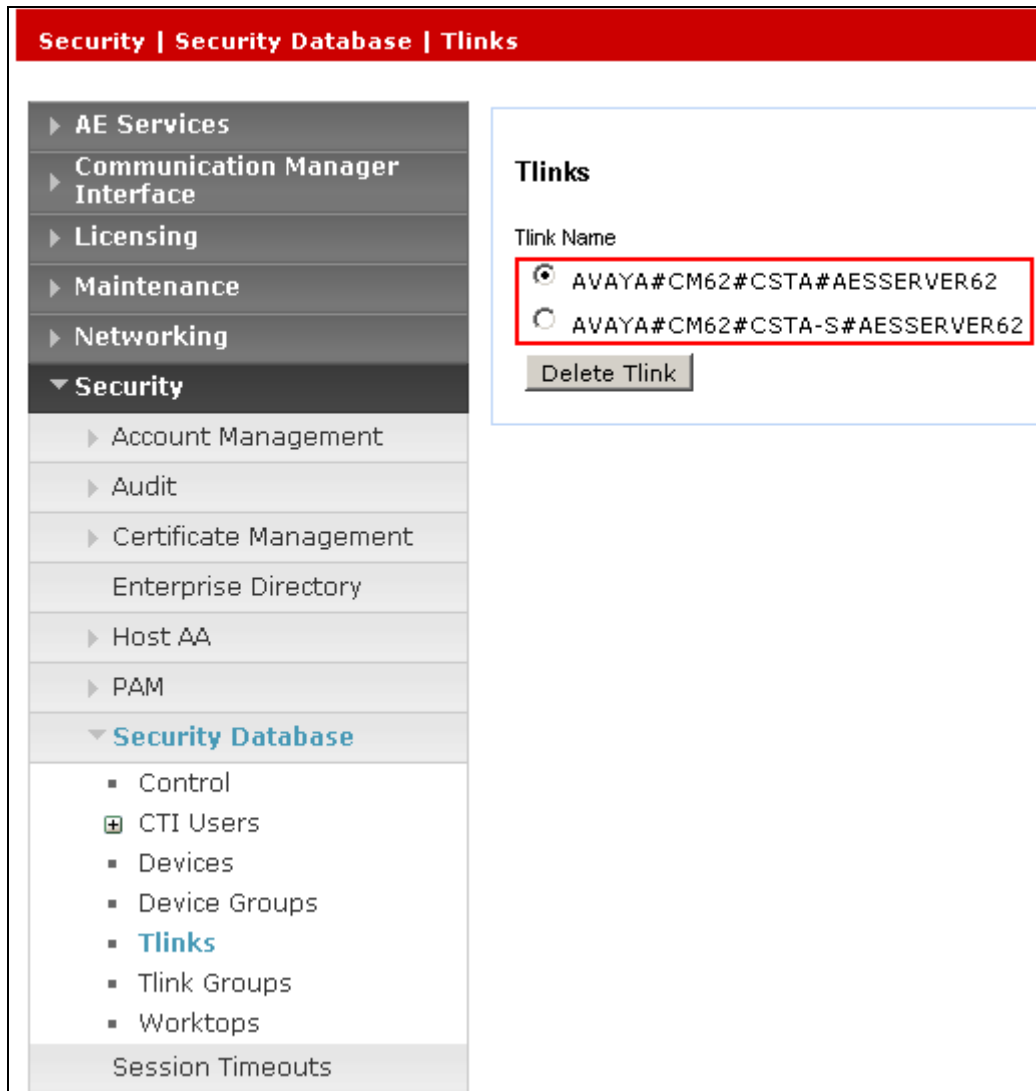 Security | Security Database | Tlinks
AE Services
Communication Manager
Interface
Licensing
Maintenance
Networking
Security
Account Management
Audit
Certificate Management
Enterprise Directory
Host AA
PAM
Security Database
Control
CTI Users
Devices
Device Groups
Tlinks
Tlink Groups
Worktops
Session Timeouts
Tlinks
Tlink Name
AVAYA#CM62#CSTA#AESSERVER62
AVAYA#CM62#CSTA-S#AESSERVER62
Delete Tlink